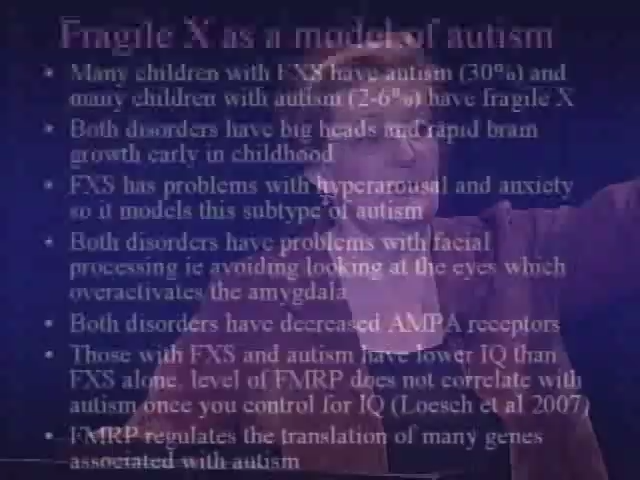 Fragile X as a model of autism
• Many children with FXS have autism (30%) and
many children with autism (2-6%) have fragile X
• Both disorders have big heads and rapid brain
growth early in childhood
• FXS has problems with hyperarousal and anxiety
so it models this subtype of autism
• Both disorders have problems with facial
processing ie avoiding looking at the eyes which
overactivates the amygdala
• Both disorders have decreased AMPA receptors
• Those with FXS and autism have lower IQ than
FXS alone, level of FMRP does not correlate with
autism once you control for IQ (Loesch et al 2007)
• FMRP regulates the translation of many genes
associated with autism